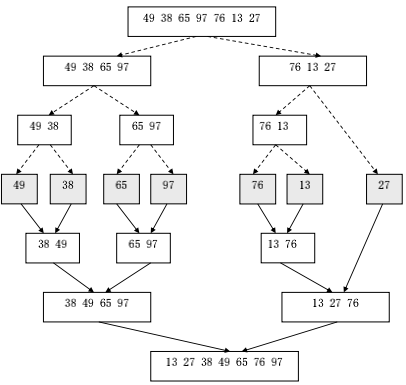 49 38 65 97 76 13 27
49 38 65 97
76 13 27
49 38
65 97
76 13
49
38
65
97
76
13
27
38 49
65 97
13 76
38 49 65 97
13 27 76
13 27 38 49 65 76 97